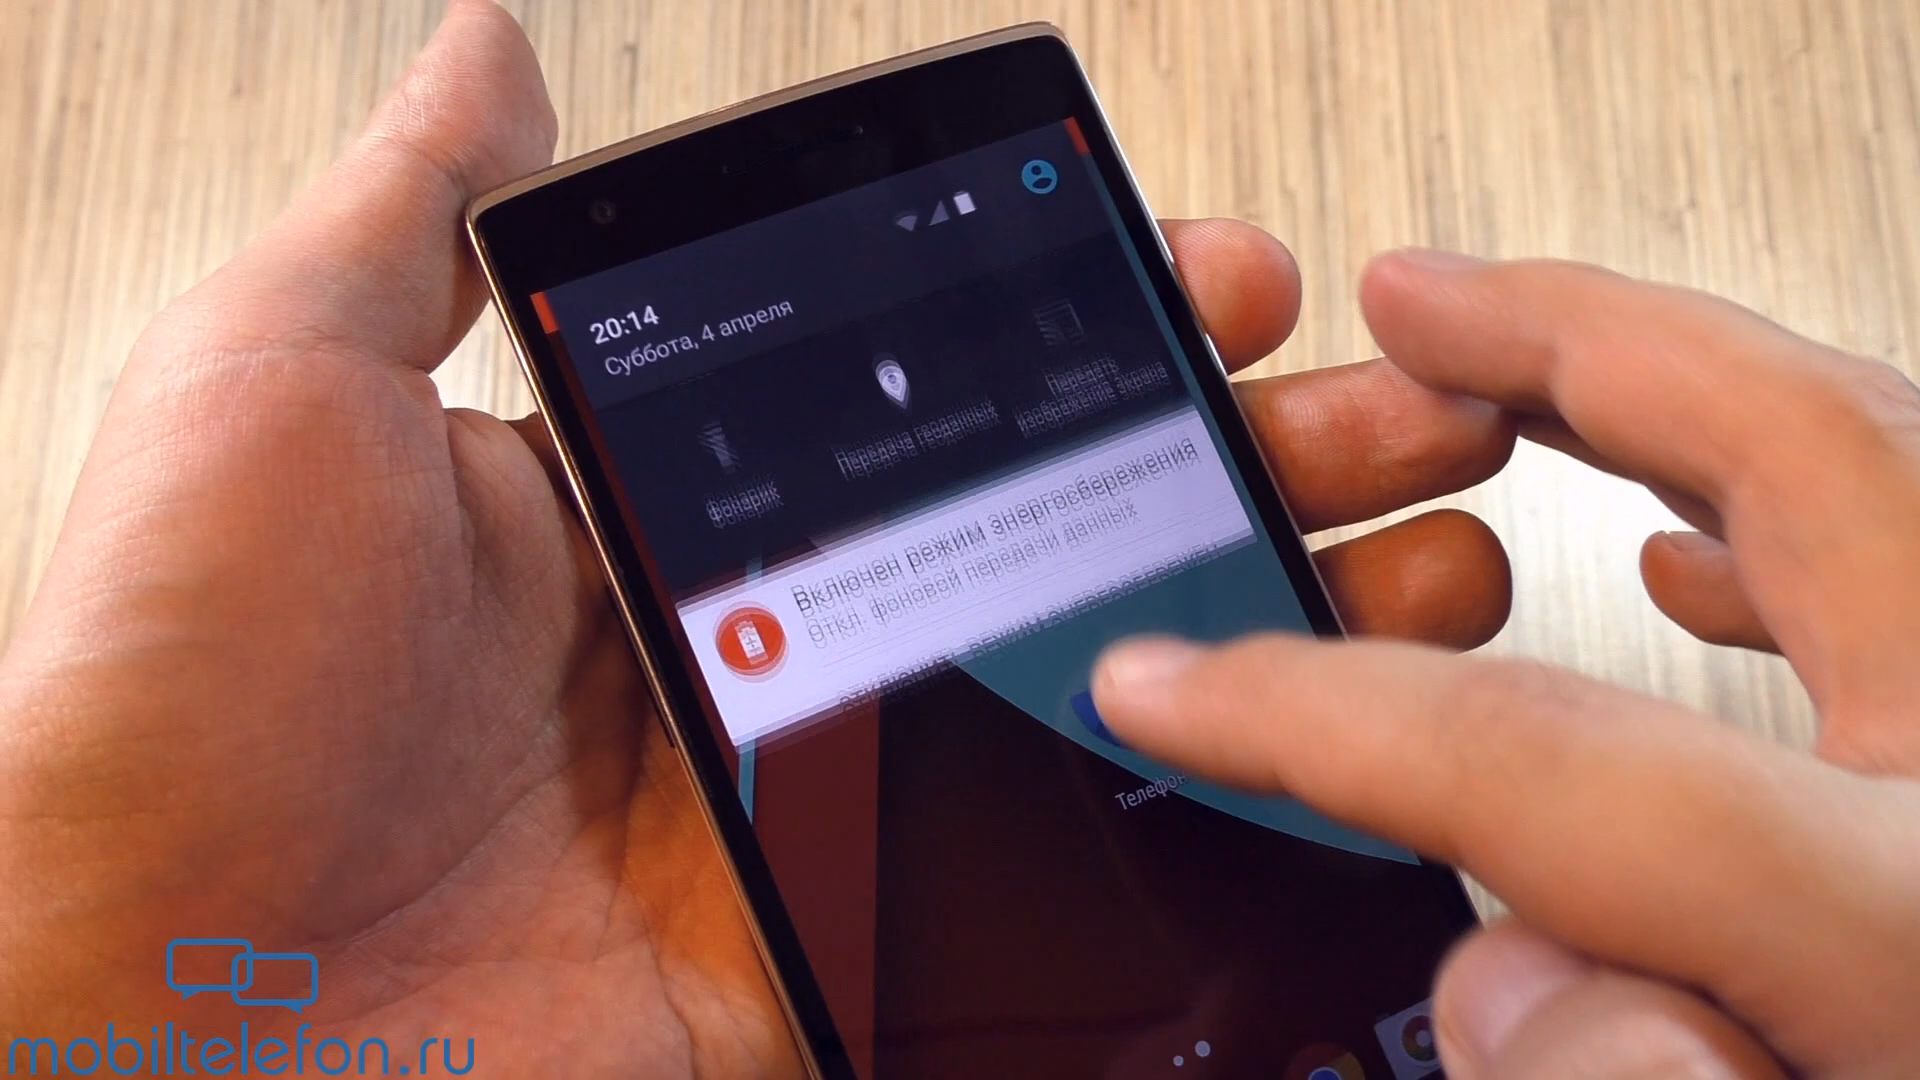 20:14
Суббота, 4 апреля
Фонарик
Передача геоданных
Передать
изображение экрана
Включен режим энергосбережения
Откл. фоновой передачи данных
Телефон
mobiltelefon.ru